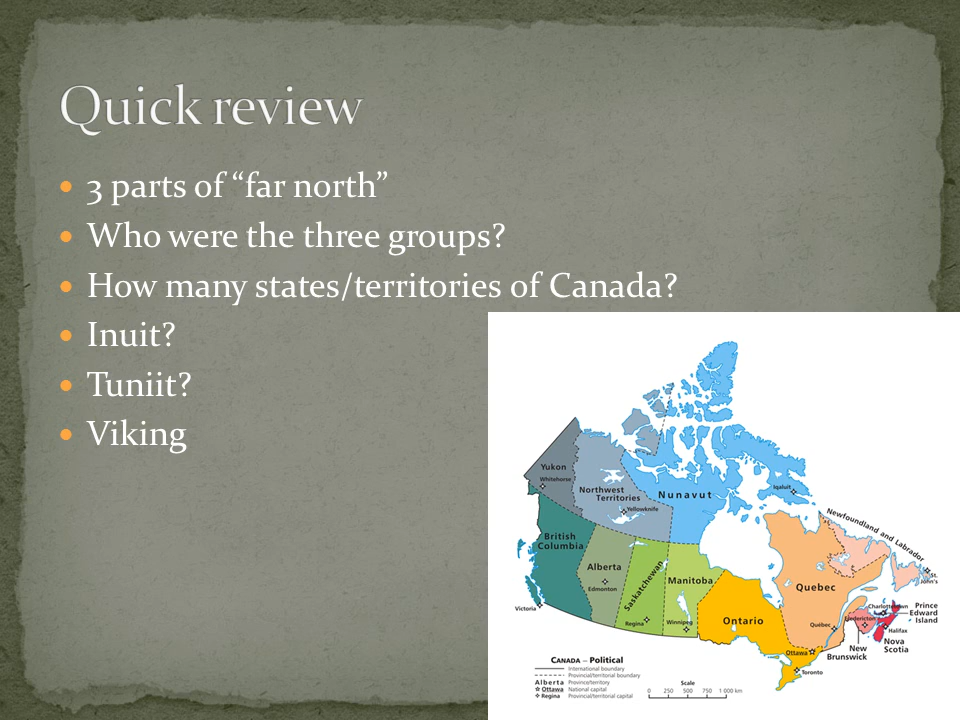 Quick review
• 3 parts of “far north”
• Who were the three groups?
• How many states/territories of Canada?
• Inuit?
• Tuniit?
• Viking
Yukon
Whitehorse
Northwest
Territories
Yellowknife
Nunavut
Iqaluit
Newfoundland and Labrador
St. John's
British
Columbia
Victoria
Alberta
Edmonton
Saskatchewan
Regina
Manitoba
Winnipeg
Ontario
Quebec
Québec
Ottawa
Toronto
Charlottetown
Prince
Edward
Island
Fredericton
Halifax
Nova
Scotia
New
Brunswick
CANADA – Political
International boundary
Provincial/territorial boundary
Alberta Province/territory
Ottawa National capital
Regina Provincial/territorial capital
Scale
0 250 500 750 1 000 km